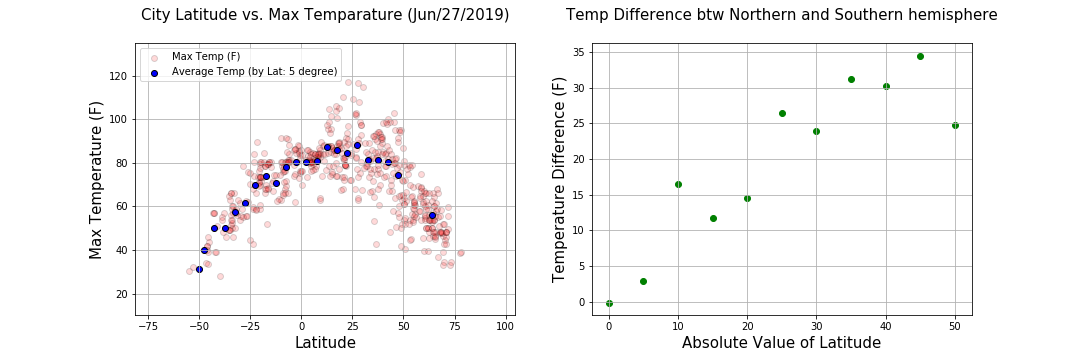 City Latitude vs. Max Temparature (Jun/27/2019)
Max Temp (F)
Average Temp (by Lat: 5 degree)
Max Temperature (F)
120
100
80
60
40
20
−75 −50 −25 0 25 50 75 100
Latitude
Temp Difference btw Northern and Southern hemisphere
Temperature Difference (F)
35
30
25
20
15
10
5
0
0 10 20 30 40 50
Absolute Value of Latitude